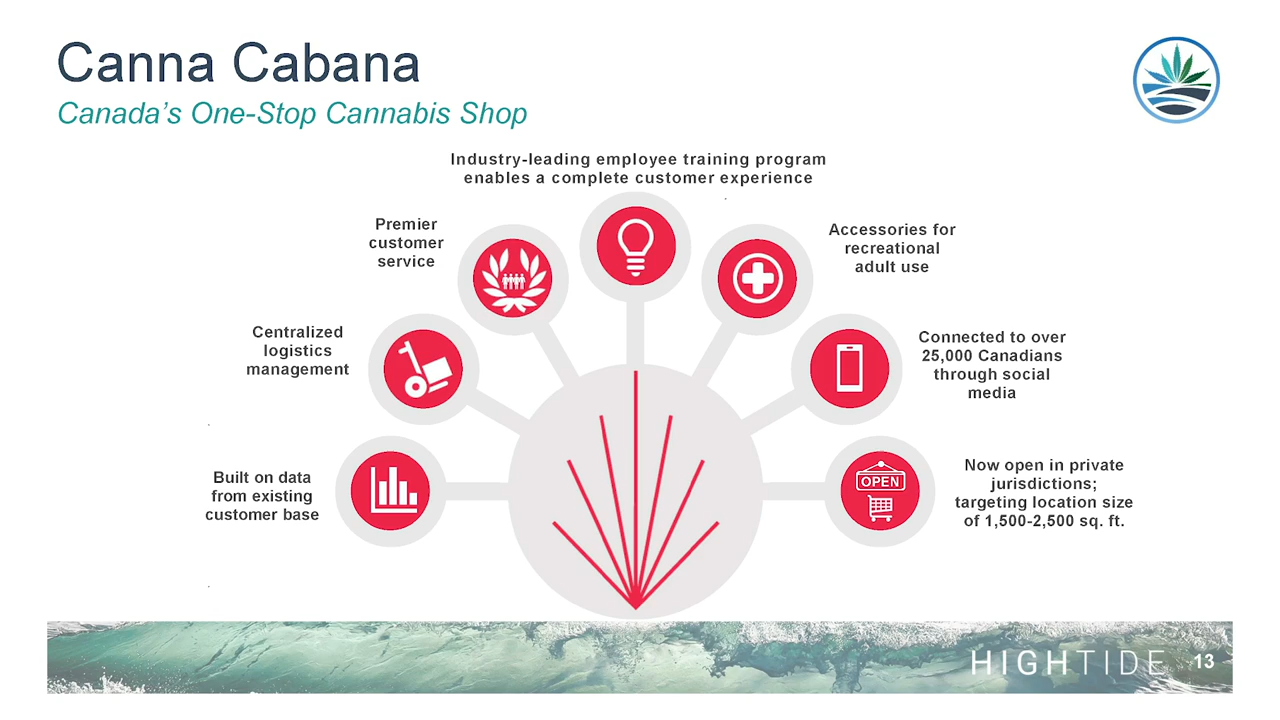 Canna Cabana
Canada’s One-Stop Cannabis Shop
Industry-leading employee training program
enables a complete customer experience
Premier
customer
service
Accessories for
recreational
adult use
Centralized
logistics
management
Connected to over
25,000 Canadians
through social
media
Built on data
from existing
customer base
OPEN
Now open in private
jurisdictions;
targeting location size
of 1,500-2,500 sq. ft.
HIGHTIDE
13